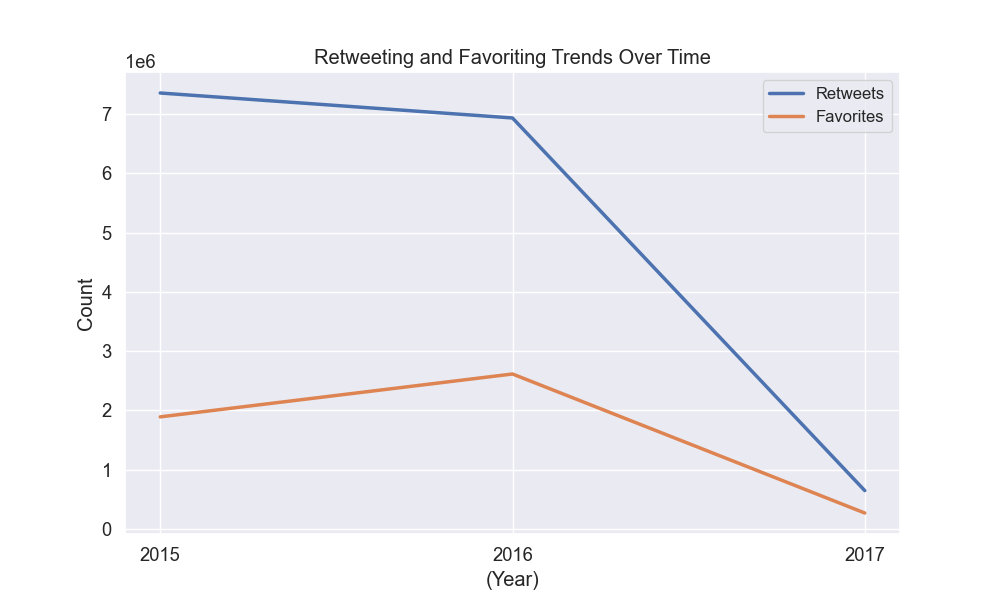 Retweeting and Favoriting Trends Over Time
1e6
Retweets
Favorites
7
6
5
4
3
2
1
0
Count
2015 2016 2017
(Year)